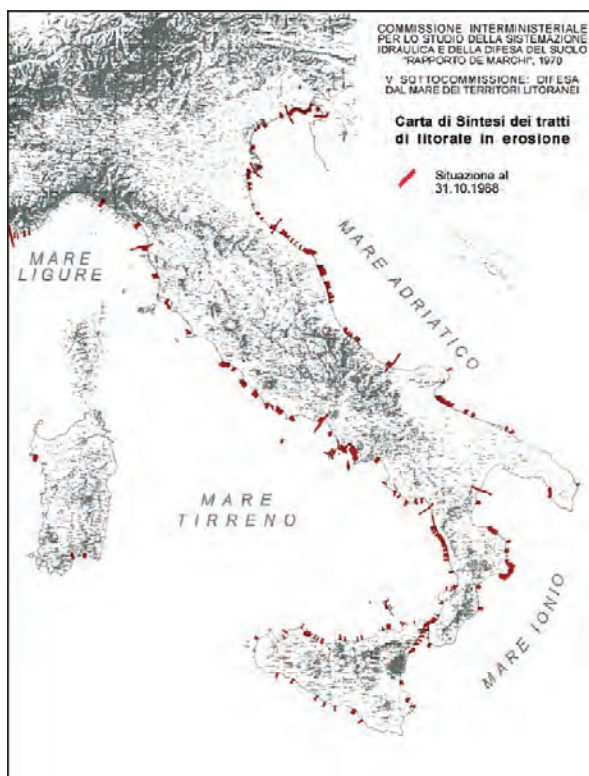 COMMISSIONE INTERMINISTERIALE
PER LO STUDIO DELLA SISTEMAZIONE
IDRAULICA E DELLA DIFESA DEL SUOLO
"RAPPORTO DE MARCHI", 1970
V SOTTOCOMMISSIONE: DIFESA
DAL MARE DEI TERRITORI LITORANEI
Carta di Sintesi dei tratti
di litorale in erosione
Situazione al
31.10.1968
MARE
LIGURE
MARE ADRIATICO
MARE
TIRRENO
MARE IONIO